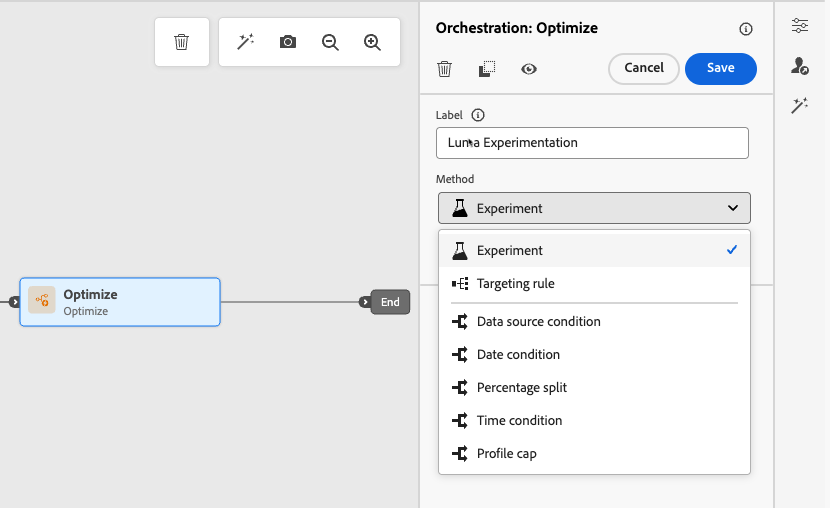 Orchestration: Optimize
Cancel
Save
Label
Luma Experimentation
Method
Experiment
Experiment
Targeting rule
Data source condition
Date condition
Percentage split
Time condition
Profile cap
Optimize
Optimize
End